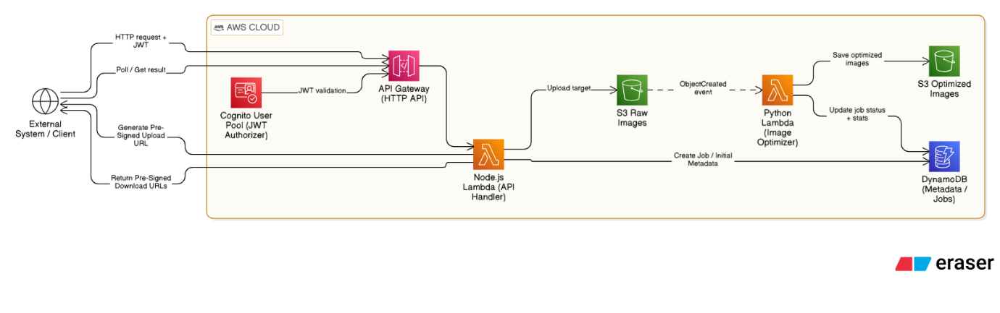 AWS CLOUD
HTTP request +
JWT
Poll / Get result
JWT validation
API Gateway
(HTTP API)
Cognito User
Pool (JWT
Authorizer)
External
System / Client
Generate Pre-
Signed Upload
URL
Return Pre-Signed
Download URLs
Node.js
Lambda (API
Handler)
Upload target
S3 Raw
Images
ObjectCreated
event
Python
Lambda
(Image
Optimizer)
Save optimized
images
S3 Optimized
Images
Update job status
+ stats
Create Job / Initial
Metadata
DynamoDB
(Metadata /
Jobs)
eraser